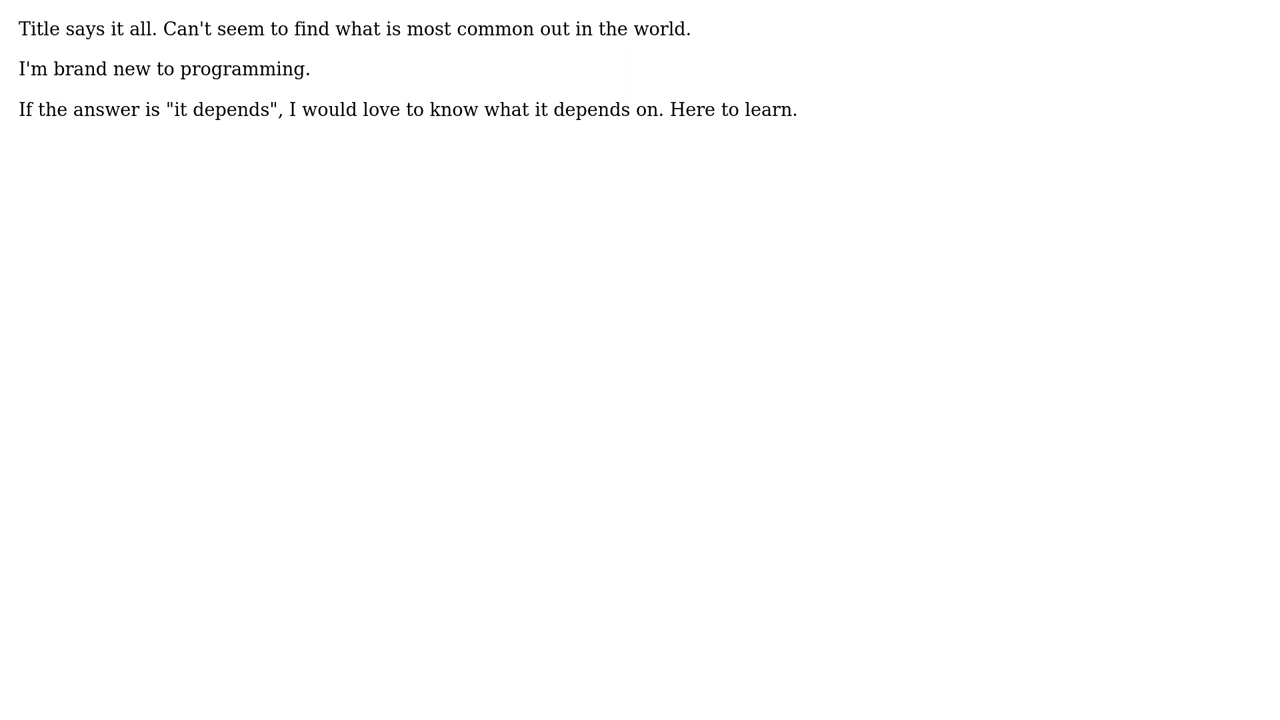 Title says it all. Can't seem to find what is most common out in the world.
I'm brand new to programming.
If the answer is "it depends", I would love to know what it depends on. Here to learn.